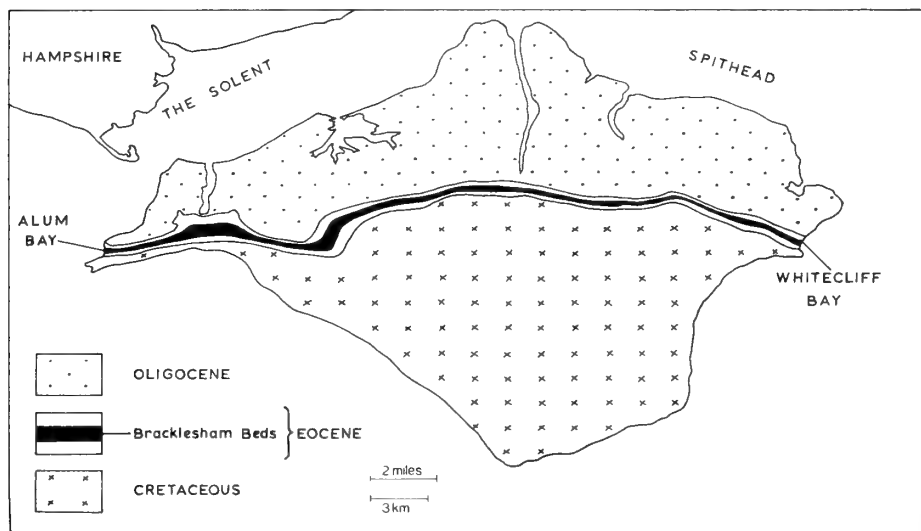 HAMPSHIRE
THE SOLENT
SPITHEAD
ALUM
BAY
WHITECLIFF
BAY
OLIGOCENE
Bracklesham Beds } EOCENE
CRETACEOUS
2 miles
3 km